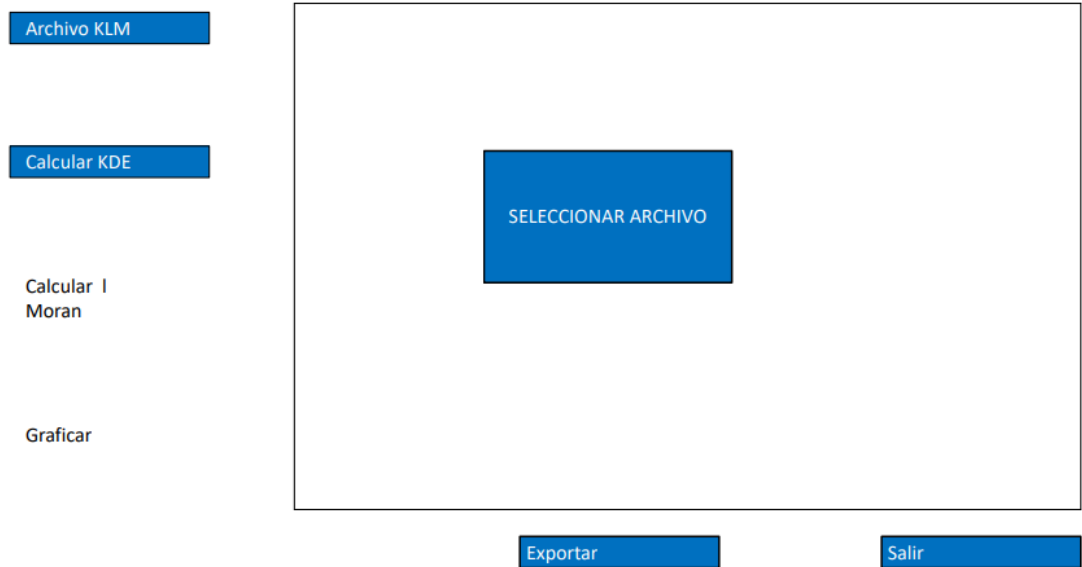 Archivo KLM
Calcular KDE
SELECCIONAR ARCHIVO
Calcular I
Moran
Graficar
Exportar
Salir